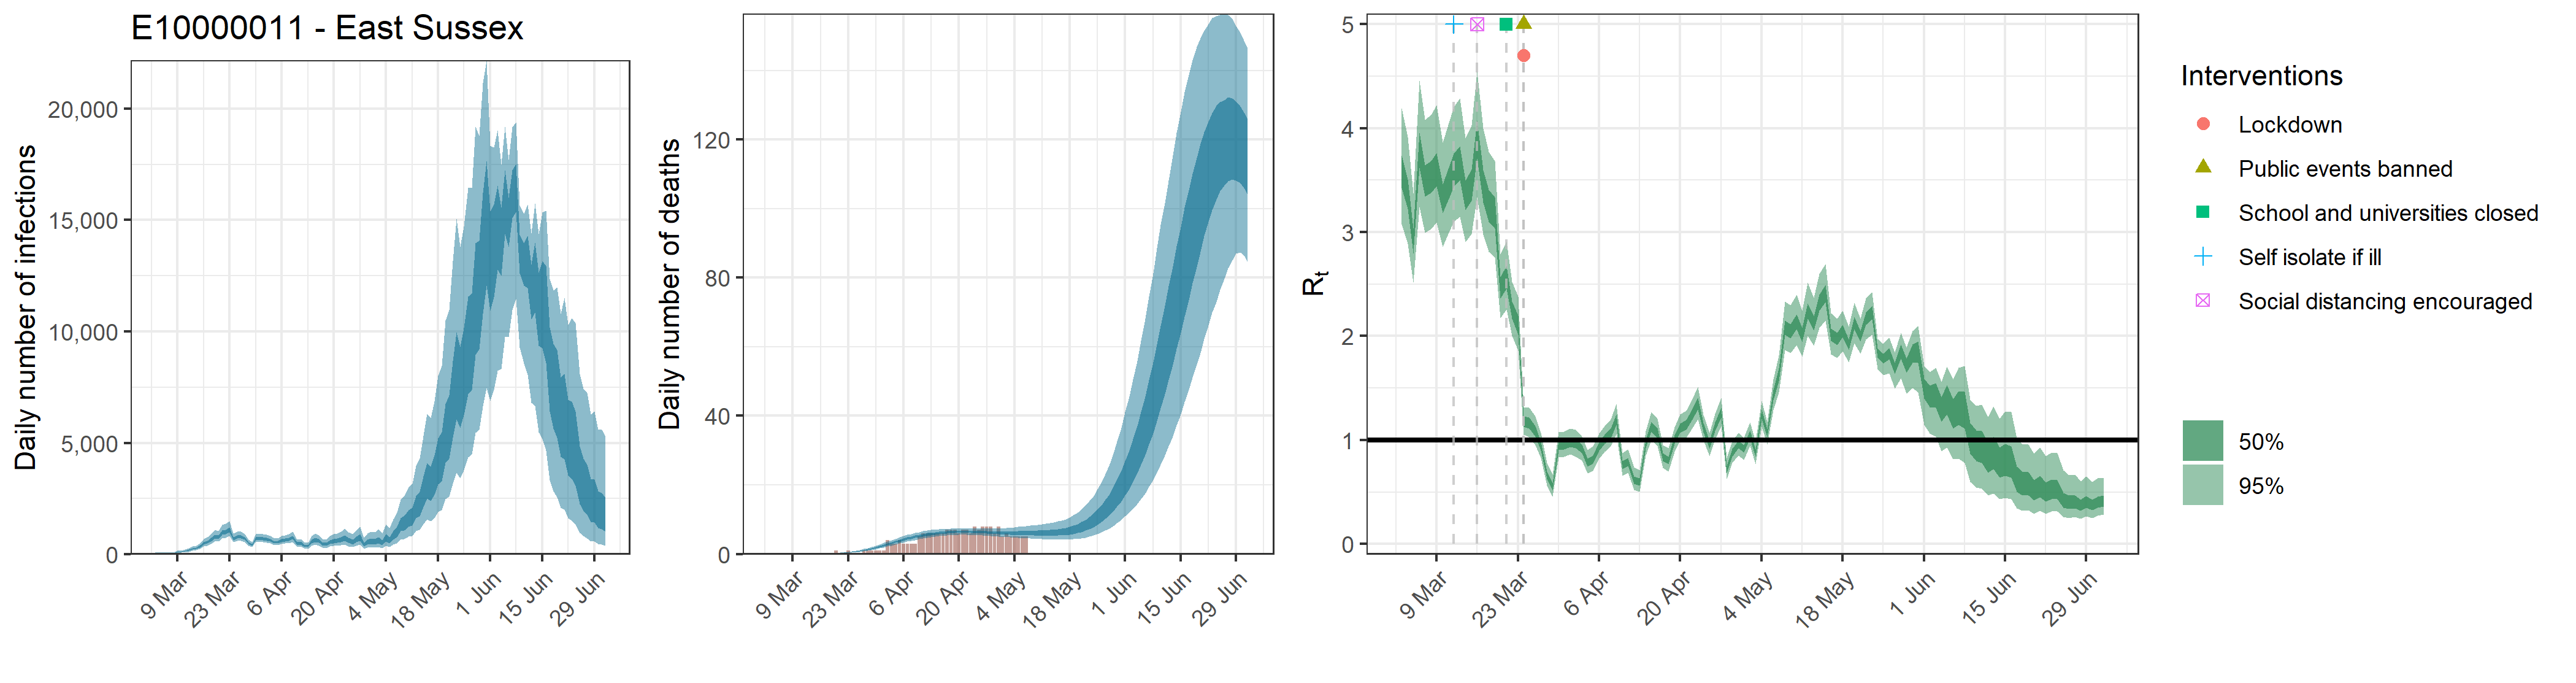 E10000011 - East Sussex
Daily number of infections
20,000
15,000
10,000
5,000
0
9 Mar
23 Mar
6 Apr
20 Apr
4 May
18 May
1 Jun
15 Jun
29 Jun
Daily number of deaths
120
80
40
0
9 Mar
23 Mar
6 Apr
20 Apr
4 May
18 May
1 Jun
15 Jun
29 Jun
Rt
5
4
3
2
1
0
9 Mar
23 Mar
6 Apr
20 Apr
4 May
18 May
1 Jun
15 Jun
29 Jun
Interventions
Lockdown
Public events banned
School and universities closed
Self isolate if ill
Social distancing encouraged
50%
95%